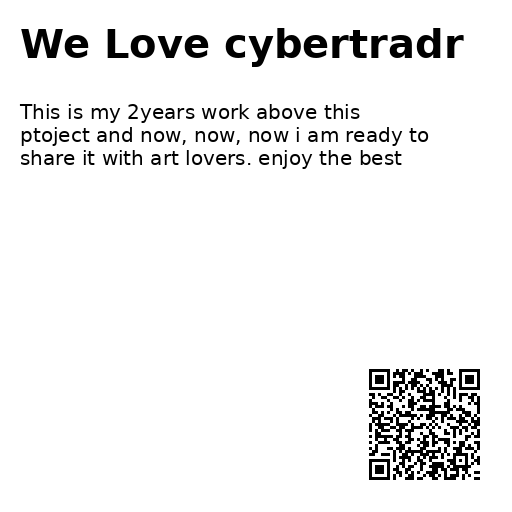 We Love cybertradr
This is my 2years work above this
ptoject and now, now, now i am ready to
share it with art lovers. enjoy the best